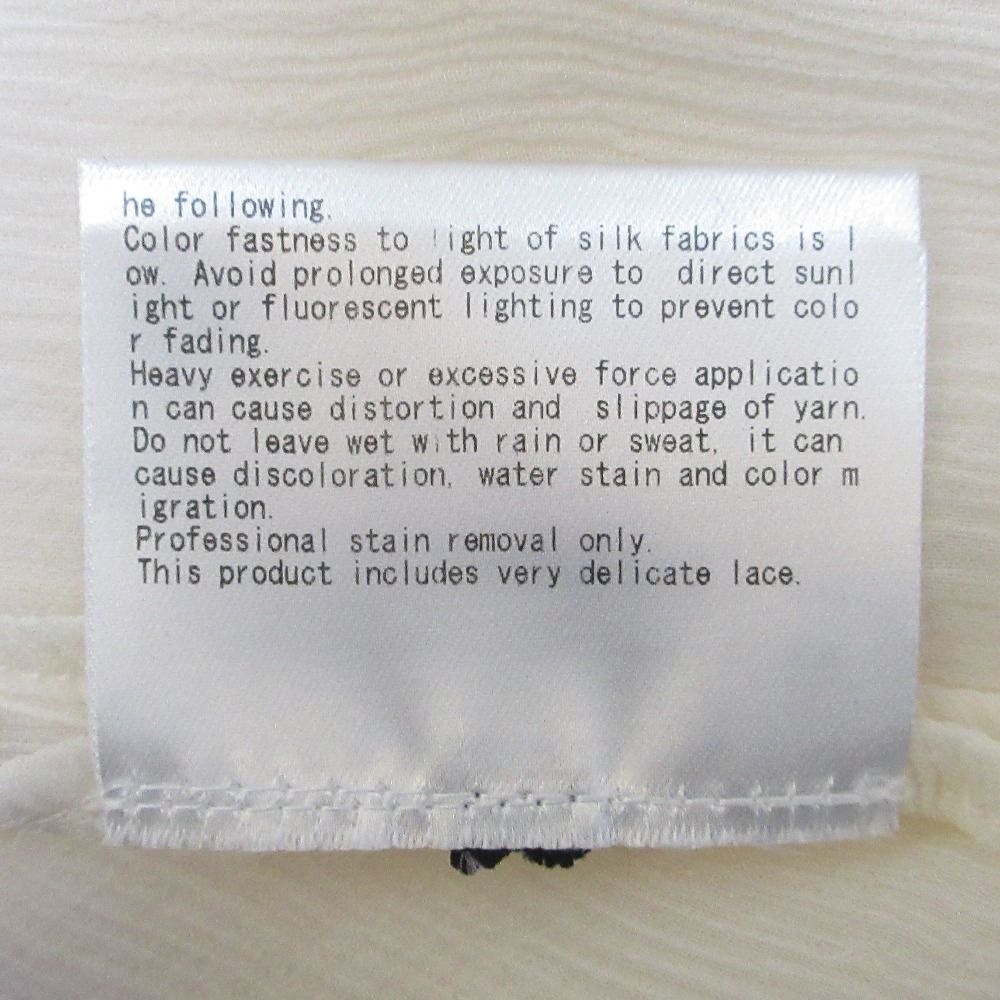 he following.
Color fastness to light of silk fabrics is l
ow. Avoid prolonged exposure to direct sunl
ight or fluorescent lighting to prevent colo
r fading.
Heavy exercise or excessive force applicatio
n can cause distortion and slippage of yarn.
Do not leave wet with rain or sweat, it can
cause discoloration, water stain and color m
igration.
Professional stain removal only.
This product includes very delicate lace.